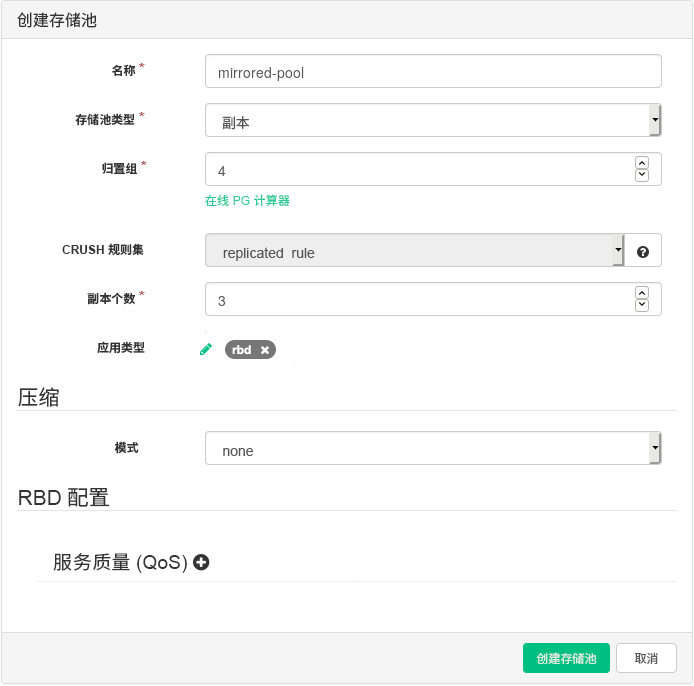 创建存储池
名称 *
mirrored-pool
存储池类型 *
副本
归置组 *
4
在线 PG 计算器
CRUSH 规则集
replicated rule
副本个数 *
3
应用类型
rbd
压缩
模式
none
RBD 配置
服务质量 (QoS)
创建存储池
取消